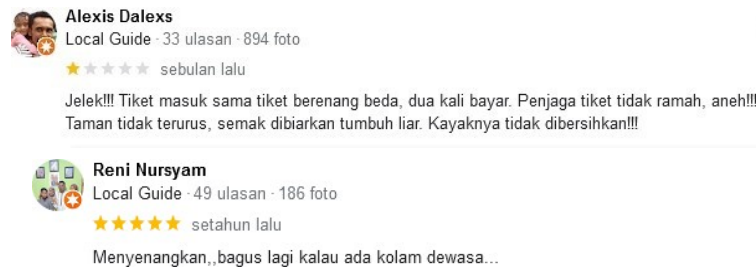 Alexis Dalexs
Local Guide · 33 ulasan · 894 foto
sebulan lalu
Jelek!!! Tiket masuk sama tiket berenang beda, dua kali bayar. Penjaga tiket tidak ramah, aneh!!!
Taman tidak terurus, semak dibiarkan tumbuh liar. Kayaknya tidak dibersihkan!!!
Reni Nursyam
Local Guide · 49 ulasan · 186 foto
setahun lalu
Menyenangkan,,bagus lagi kalau ada kolam dewasa...